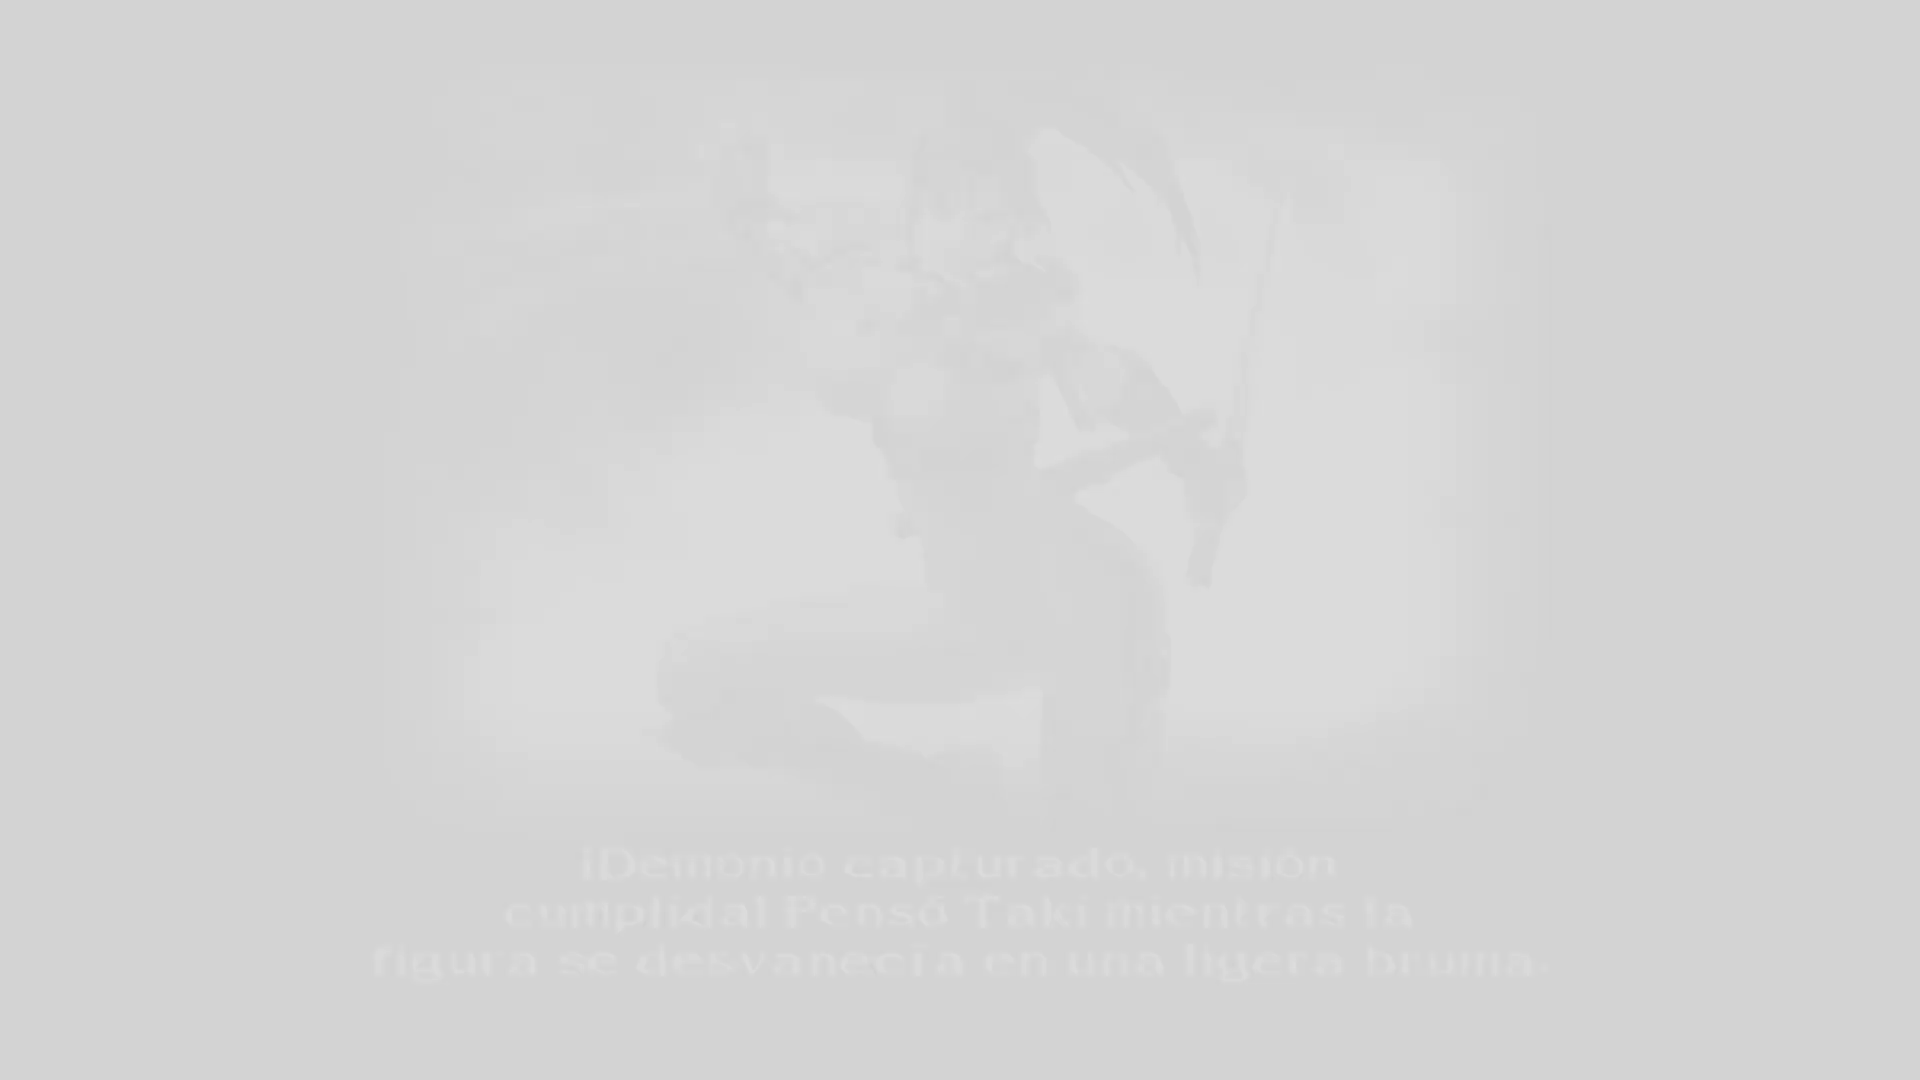 ¡Demonio capturado, misión
cumplida! Pensó Taki mientras la
figura se desvanecía en una ligera bruma.